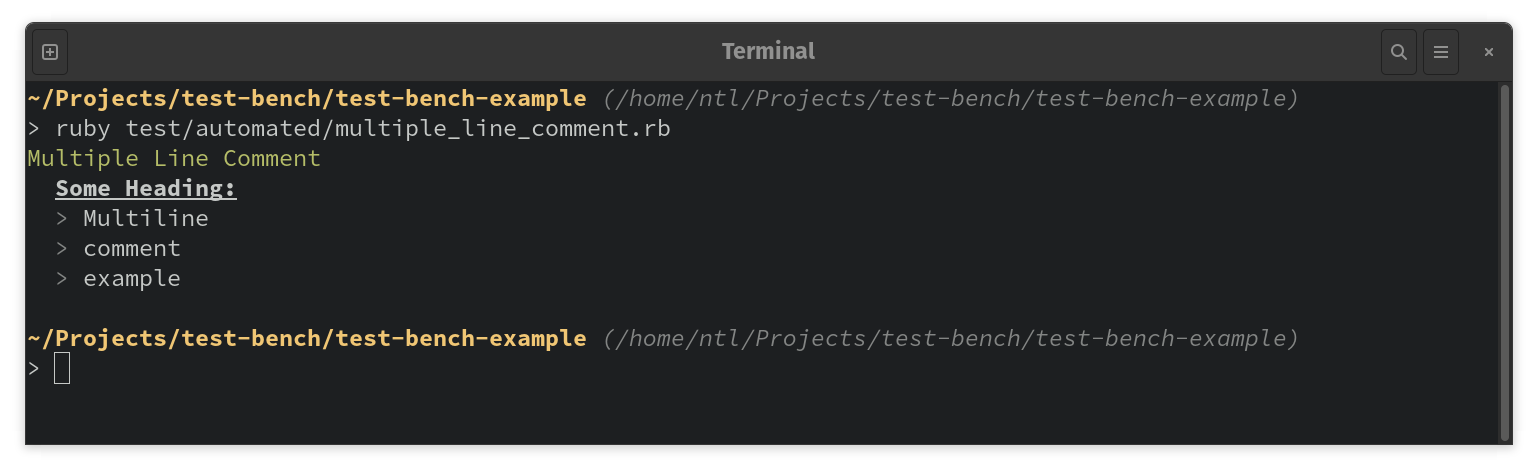 Terminal
~/Projects/test-bench/test-bench-example (/home/ntl/Projects/test-bench/test-bench-example)
> ruby test/automated/multiple_line_comment.rb
Multiple Line Comment
Some Heading:
> Multiline
> comment
> example
~/Projects/test-bench/test-bench-example (/home/ntl/Projects/test-bench/test-bench-example)
>